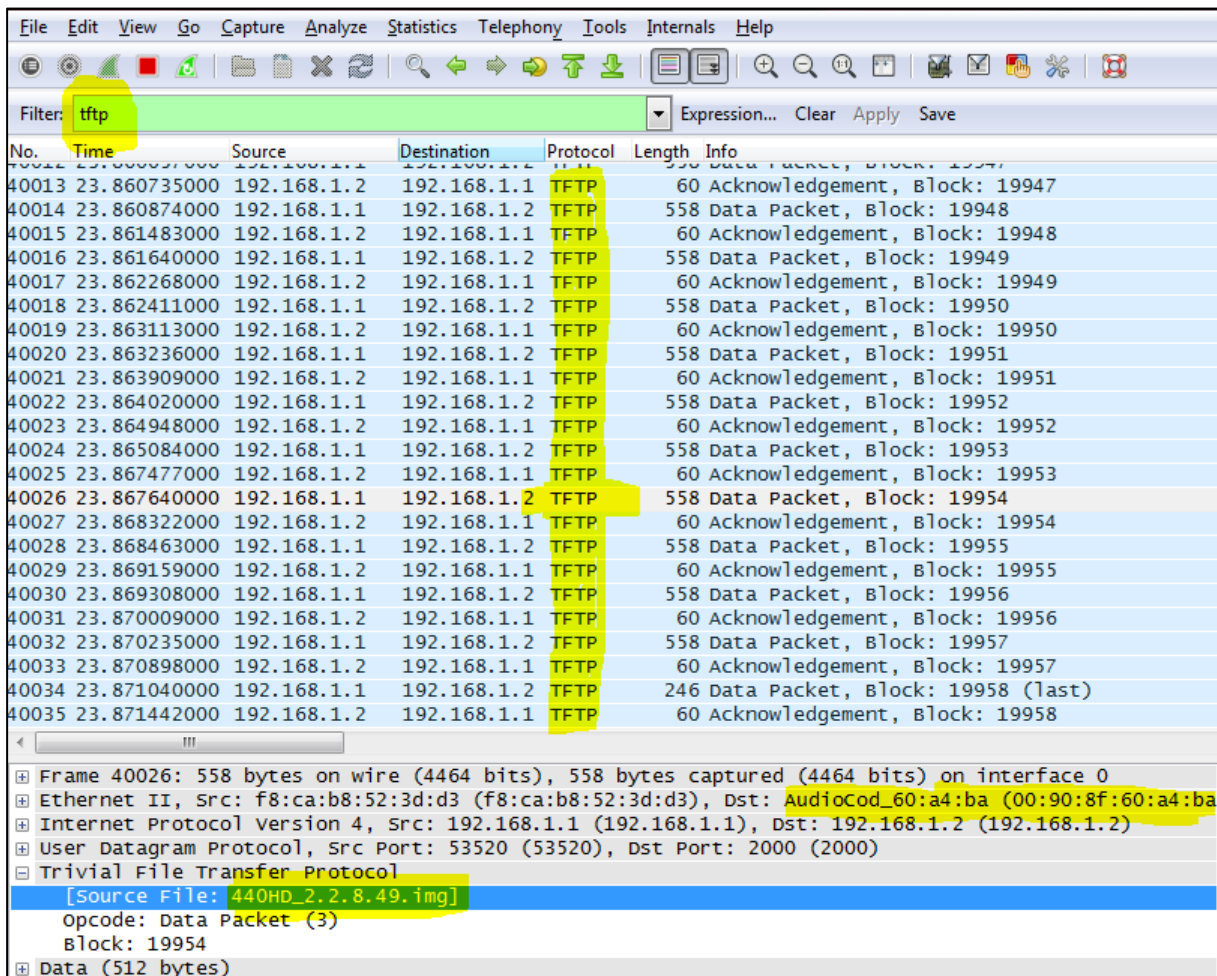 File Edit View Go Capture Analyze Statistics Telephony Tools Internals Help
Filter: tftp Expression... Clear Apply Save
No. Time Source Destination Protocol Length Info
40013 23.860735000 192.168.1.2 192.168.1.1 TFTP 60 Acknowledgement, Block: 19947
40014 23.860874000 192.168.1.1 192.168.1.2 TFTP 558 Data Packet, Block: 19948
40015 23.861483000 192.168.1.2 192.168.1.1 TFTP 60 Acknowledgement, Block: 19948
40016 23.861640000 192.168.1.1 192.168.1.2 TFTP 558 Data Packet, Block: 19949
40017 23.862268000 192.168.1.2 192.168.1.1 TFTP 60 Acknowledgement, Block: 19949
40018 23.862411000 192.168.1.1 192.168.1.2 TFTP 558 Data Packet, Block: 19950
40019 23.863113000 192.168.1.2 192.168.1.1 TFTP 60 Acknowledgement, Block: 19950
40020 23.863236000 192.168.1.1 192.168.1.2 TFTP 558 Data Packet, Block: 19951
40021 23.863909000 192.168.1.2 192.168.1.1 TFTP 60 Acknowledgement, Block: 19951
40022 23.864020000 192.168.1.1 192.168.1.2 TFTP 558 Data Packet, Block: 19952
40023 23.864948000 192.168.1.2 192.168.1.1 TFTP 60 Acknowledgement, Block: 19952
40024 23.865084000 192.168.1.1 192.168.1.2 TFTP 558 Data Packet, Block: 19953
40025 23.867477000 192.168.1.2 192.168.1.1 TFTP 60 Acknowledgement, Block: 19953
40026 23.867640000 192.168.1.1 192.168.1.2 TFTP 558 Data Packet, Block: 19954
40027 23.868322000 192.168.1.2 192.168.1.1 TFTP 60 Acknowledgement, Block: 19954
40028 23.868463000 192.168.1.1 192.168.1.2 TFTP 558 Data Packet, Block: 19955
40029 23.869159000 192.168.1.2 192.168.1.1 TFTP 60 Acknowledgement, Block: 19955
40030 23.869308000 192.168.1.1 192.168.1.2 TFTP 558 Data Packet, Block: 19956
40031 23.870009000 192.168.1.2 192.168.1.1 TFTP 60 Acknowledgement, Block: 19956
40032 23.870235000 192.168.1.1 192.168.1.2 TFTP 558 Data Packet, Block: 19957
40033 23.870898000 192.168.1.2 192.168.1.1 TFTP 60 Acknowledgement, Block: 19957
40034 23.871040000 192.168.1.1 192.168.1.2 TFTP 246 Data Packet, Block: 19958 (last)
40035 23.871442000 192.168.1.2 192.168.1.1 TFTP 60 Acknowledgement, Block: 19958
Frame 40026: 558 bytes on wire (4464 bits), 558 bytes captured (4464 bits) on interface 0
Ethernet II, Src: f8:ca:b8:52:3d:d3 (f8:ca:b8:52:3d:d3), Dst: AudioCod_60:a4:ba (00:90:8f:60:a4:ba
Internet Protocol Version 4, Src: 192.168.1.1 (192.168.1.1), Dst: 192.168.1.2 (192.168.1.2)
User Datagram Protocol, Src Port: 53520 (53520), Dst Port: 2000 (2000)
Trivial File Transfer Protocol
[Source File: 440HD_2.2.8.49.img]
Opcode: Data Packet (3)
Block: 19954
Data (512 bytes)